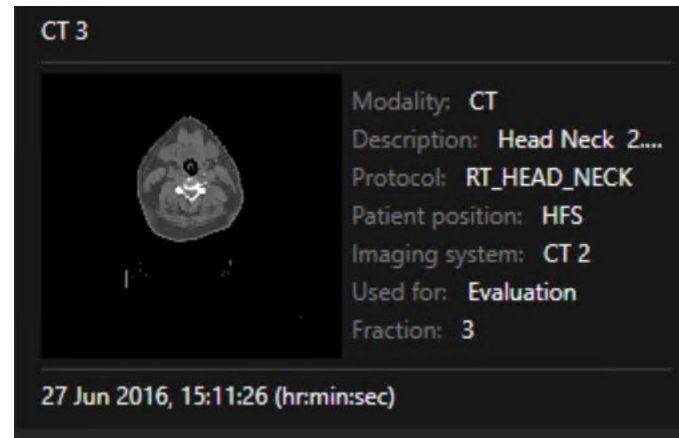 CT 3
Modality: CT
Description: Head Neck 2....
Protocol: RT_HEAD_NECK
Patient position: HFS
Imaging system: CT 2
Used for: Evaluation
Fraction: 3
27 Jun 2016, 15:11:26 (hr:min:sec)